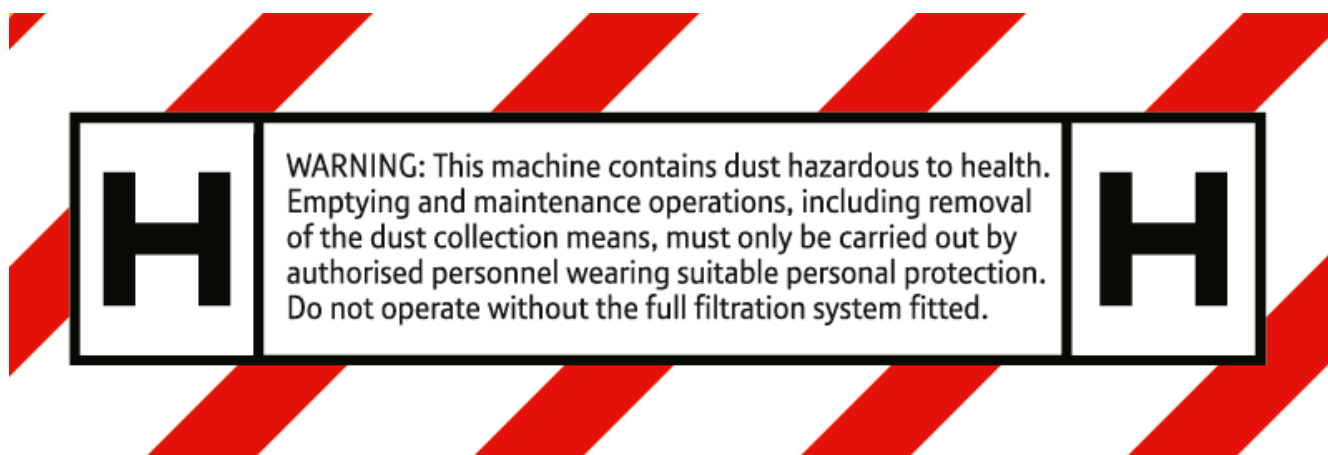 H
WARNING: This machine contains dust hazardous to health.
Emptying and maintenance operations, including removal
of the dust collection means, must only be carried out by
authorised personnel wearing suitable personal protection.
Do not operate without the full filtration system fitted.
H